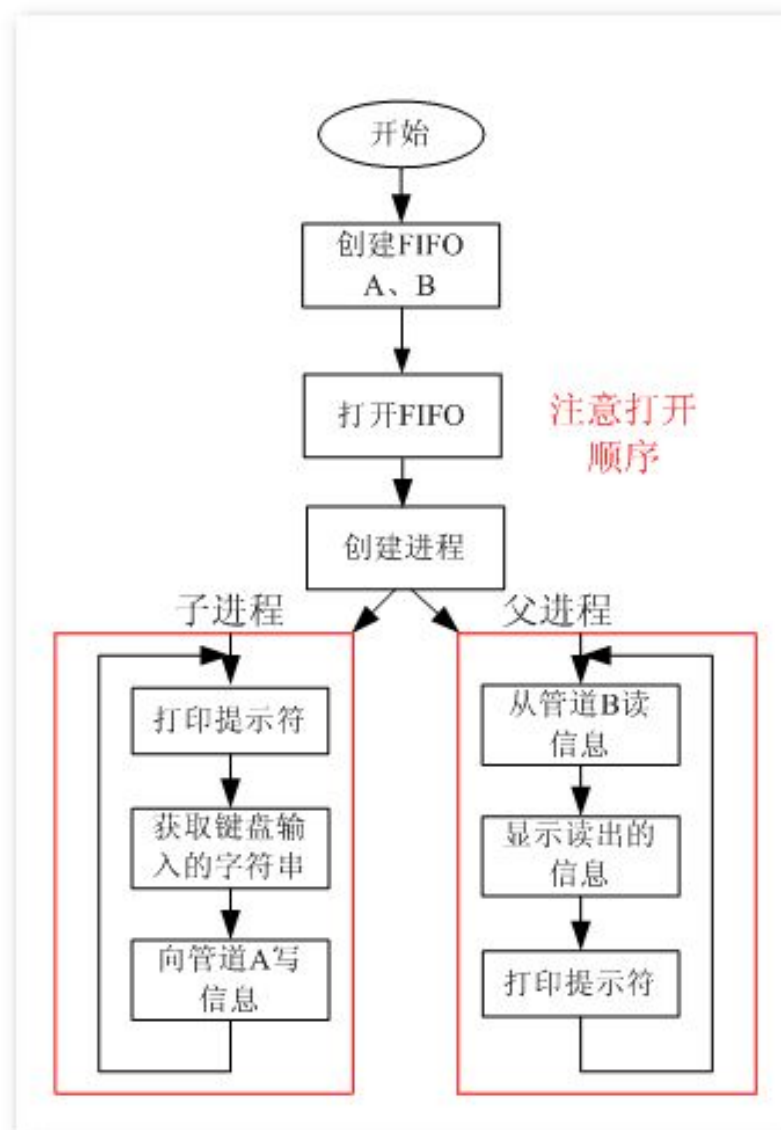 开始
创建FIFO
A、B
打开FIFO
注意打开
顺序
创建进程
子进程
父进程
打印提示符
获取键盘输
入的字符串
向管道A写
信息
从管道B读
信息
显示读出的
信息
打印提示符